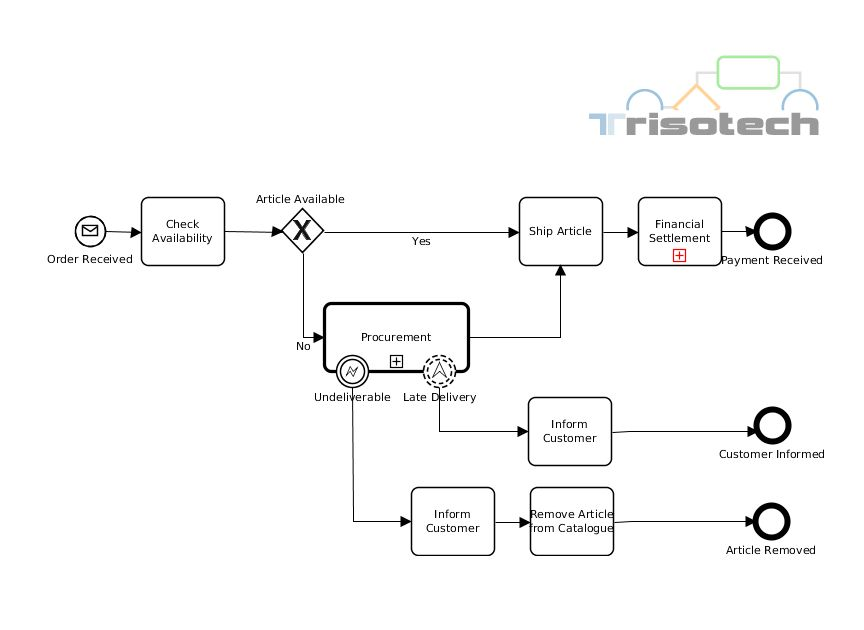 Trisotech
Article Available
Check
Availability
Ship Article
Financial
Settlement
Yes
Order Received
Payment Received
Procurement
No
Undeliverable
Late Delivery
Inform
Customer
Customer Informed
Inform
Customer
Remove Article
from Catalogue
Article Removed